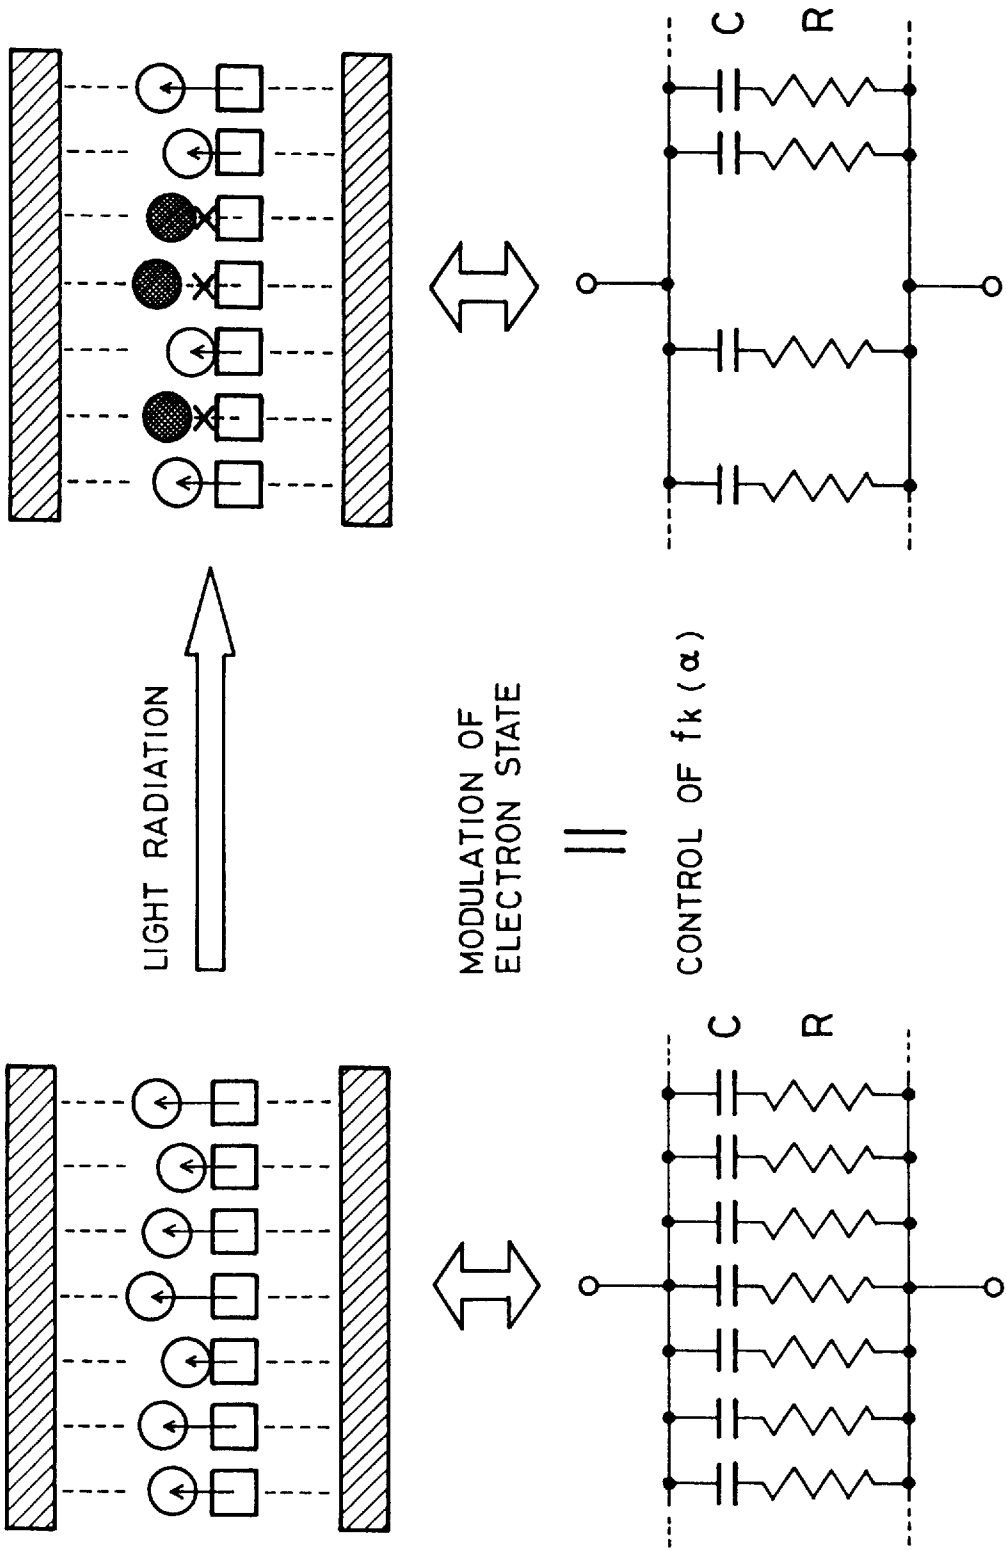 LIGHT RADIATION
MODULATION OF
ELECTRON STATE
CONTROL OF fk (α)
C
R
C
R